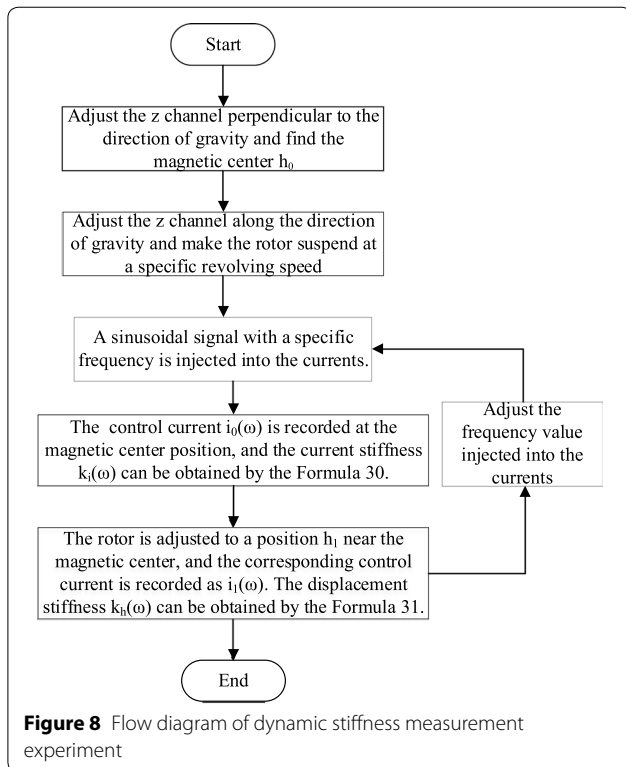 Start
Adjust the z channel perpendicular to the
direction of gravity and find the
magnetic center h₀
Adjust the z channel along the direction
of gravity and make the rotor suspend at
a specific revolving speed
A sinusoidal signal with a specific
frequency is injected into the currents.
The control current i₀(ω) is recorded at the
magnetic center position, and the current stiffness
kᵢ(ω) can be obtained by the Formula 30.
Adjust the
frequency value
injected into the
currents
The rotor is adjusted to a position h₁ near the
magnetic center, and the corresponding control
current is recorded as i₁(ω). The displacement
stiffness kₕ(ω) can be obtained by the Formula 31.
End
Figure 8 Flow diagram of dynamic stiffness measurement
experiment